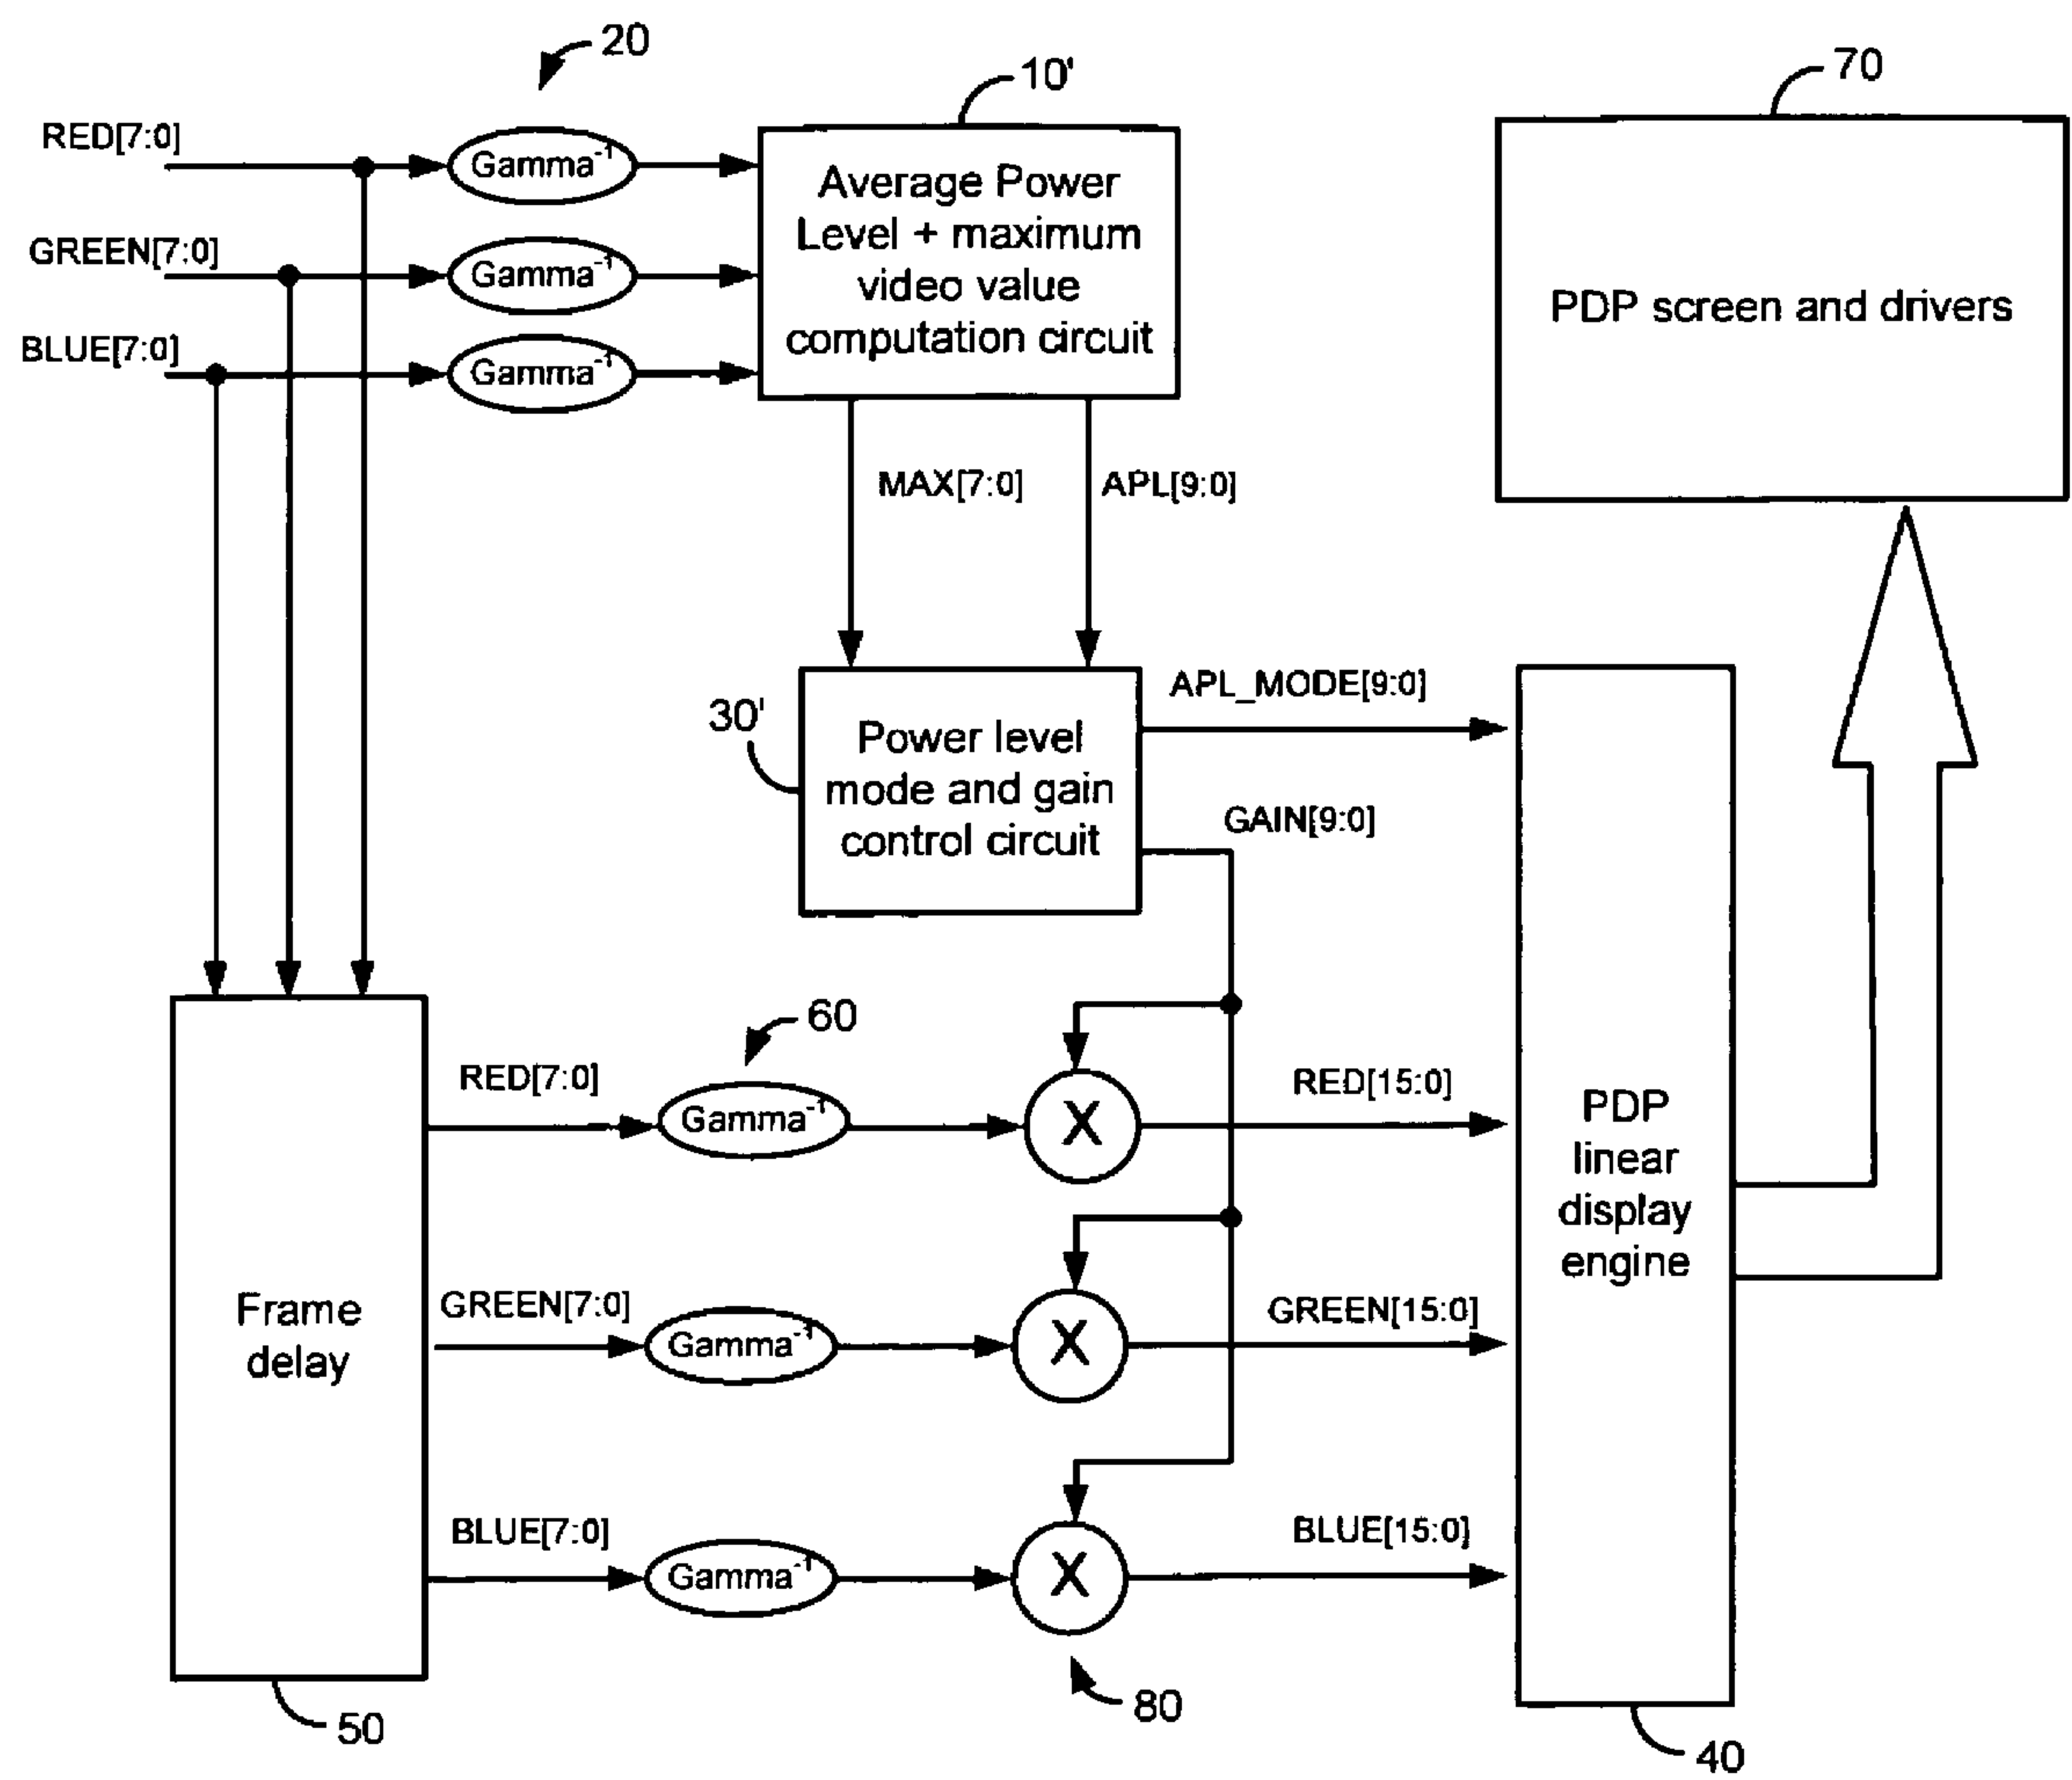 20
10'
70
RED[7:0]
Gamma⁻¹
GREEN[7:0]
Gamma⁻¹
BLUE[7:0]
Gamma⁻¹
Average Power
Level + maximum
video value
computation circuit
PDP screen and drivers
MAX[7:0]
APL[9:0]
30'
Power level
mode and gain
control circuit
APL_MODE[9:0]
GAIN[9:0]
60
RED[7:0]
Gamma⁻¹
X
RED[15:0]
Frame
delay
GREEN[7:0]
Gamma⁻¹
X
GREEN[15:0]
BLUE[7:0]
Gamma⁻¹
X
BLUE[15:0]
PDP
linear
display
engine
50
80
40